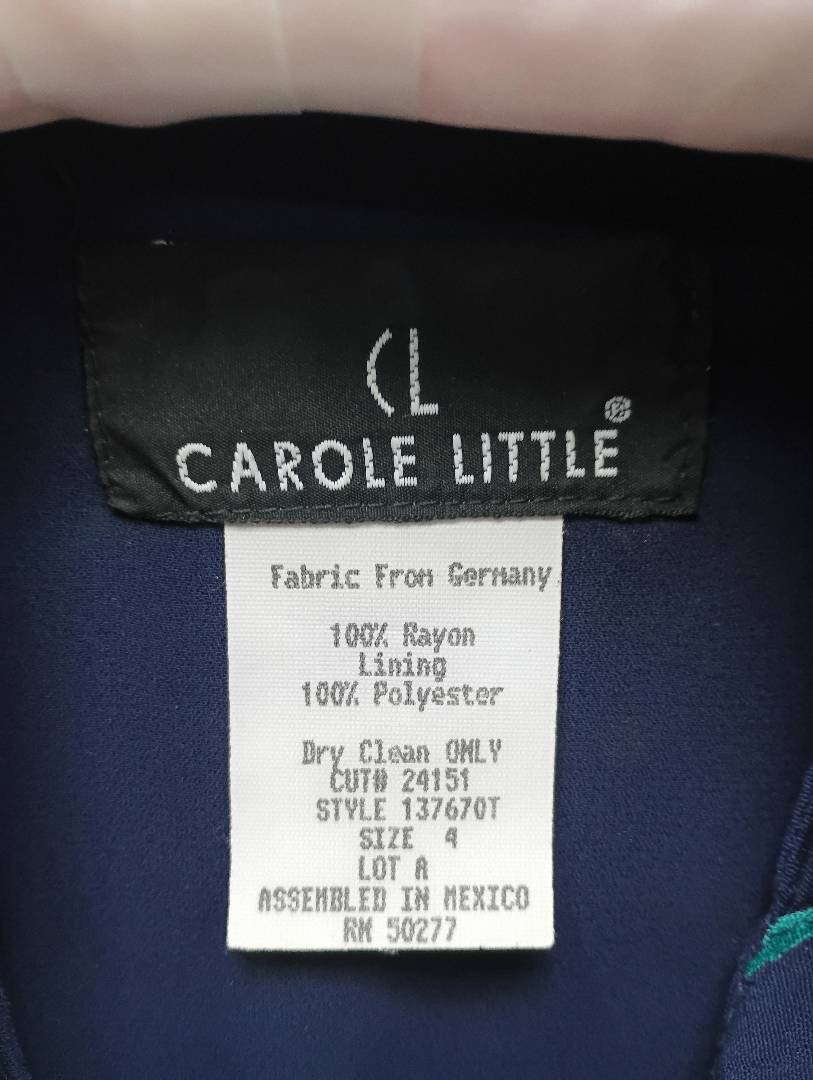 CL
CAROLE LITTLE®
Fabric From Germany
100% Rayon
Lining
100% Polyester
Dry Clean ONLY
CUT# 24151
STYLE 137670T
SIZE 4
LOT A
ASSEMBLED IN MEXICO
RN 50277